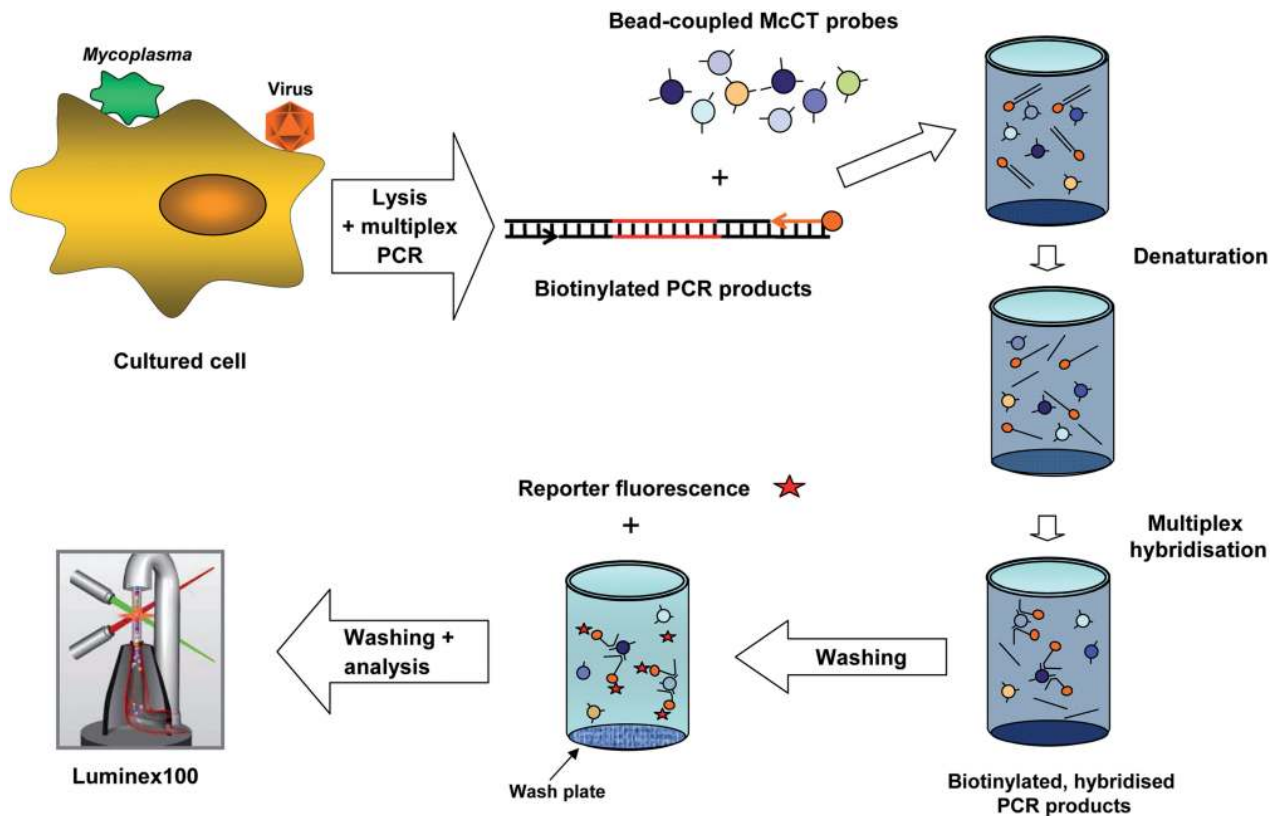 Bead-coupled McCT probes
Mycoplasma
Virus
Lysis
+ multiplex
PCR
+
Biotinylated PCR products
Denaturation
Cultured cell
Reporter fluorescence
+
Multiplex
hybridisation
Washing +
analysis
Washing
Luminex100
Wash plate
Biotinylated, hybridised
PCR products